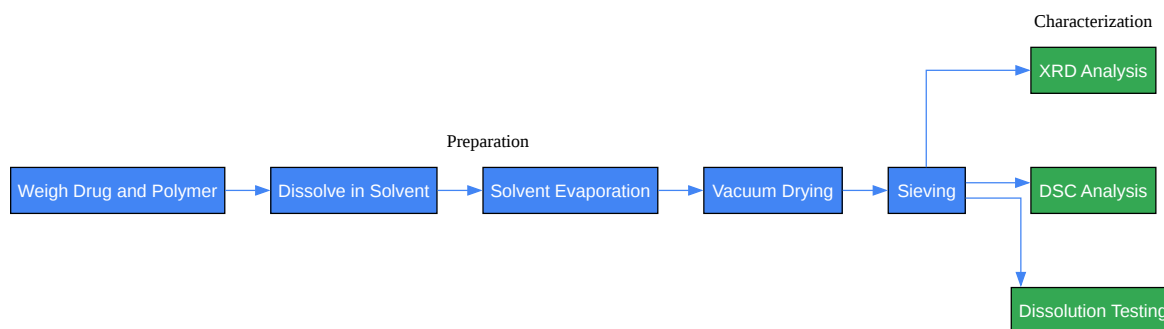 Characterization
XRD Analysis
Preparation
Weigh Drug and Polymer
Dissolve in Solvent
Solvent Evaporation
Vacuum Drying
Sieving
DSC Analysis
Dissolution Testing